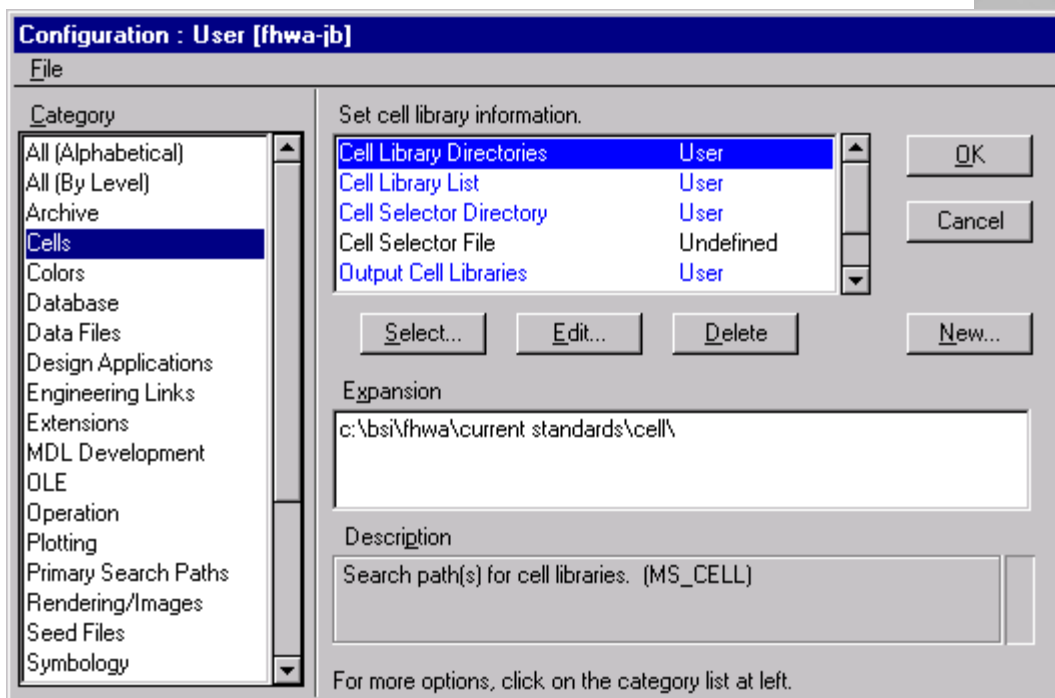 Configuration : User [fhwa-jb]
File
Category
All (Alphabetical)
All (By Level)
Archive
Cells
Colors
Database
Data Files
Design Applications
Engineering Links
Extensions
MDL Development
OLE
Operation
Plotting
Primary Search Paths
Rendering/Images
Seed Files
Symbology
Set cell library information.
Cell Library Directories User
Cell Library List User
Cell Selector Directory User
Cell Selector File Undefined
Output Cell Libraries User
OK
Cancel
Select... Edit... Delete New...
Expansion
c:\bsi\fhwa\current standards\cell\
Description
Search path(s) for cell libraries. (MS_CELL)
For more options, click on the category list at left.